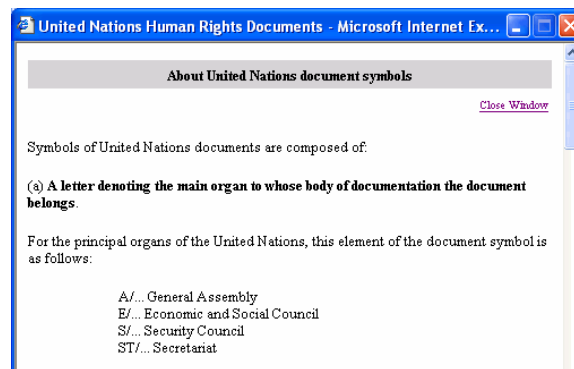 United Nations Human Rights Documents - Microsoft Internet Ex...
About United Nations document symbols
Close Window
Symbols of United Nations documents are composed of:
(a) A letter denoting the main organ to whose body of documentation the document
belongs.
For the principal organs of the United Nations, this element of the document symbol is
as follows:
A/... General Assembly
E/... Economic and Social Council
S/... Security Council
ST/... Secretariat